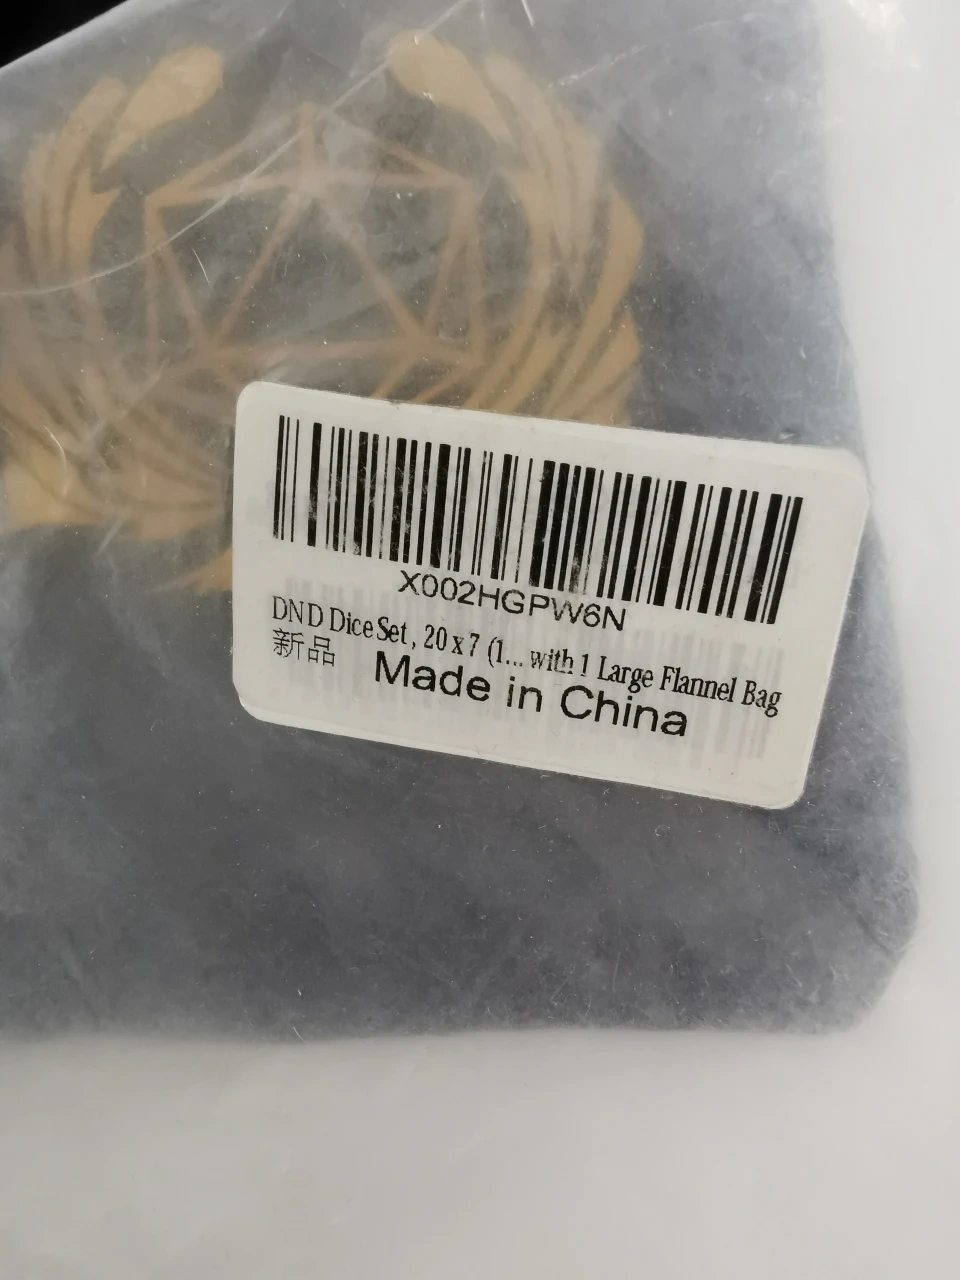 X002HGPW6N
DND Dice Set, 20 x 7 (1... with 1 Large Flannel Bag
新品
Made in China